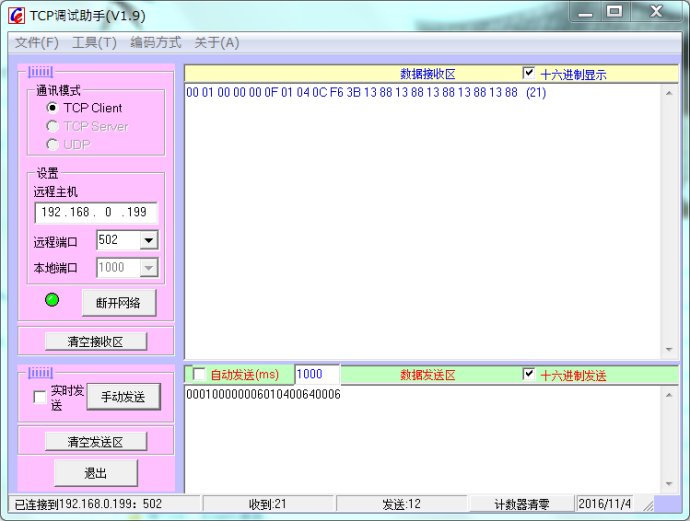 TCP调试助手(V1.9)
文件(F) 工具(T) 编码方式 关于(A)
通讯模式
TCP Client
TCP Server
UDP
设置
远程主机
192.168. 0 .199
远程端口 502
本地端口 1000
断开网络
清空接收区
数据接收区 十六进制显示
00 01 00 00 00 0F 01 04 0C F6 3B 13 88 13 88 13 88 13 88 13 88 (21)
实时发送
手动发送
清空发送区
退出
自动发送(ms) 1000 数据发送区 十六进制发送
000100000006010400640006
已连接到192.168.0.199：502 收到:21 发送:12 计数器清零 2016/11/4